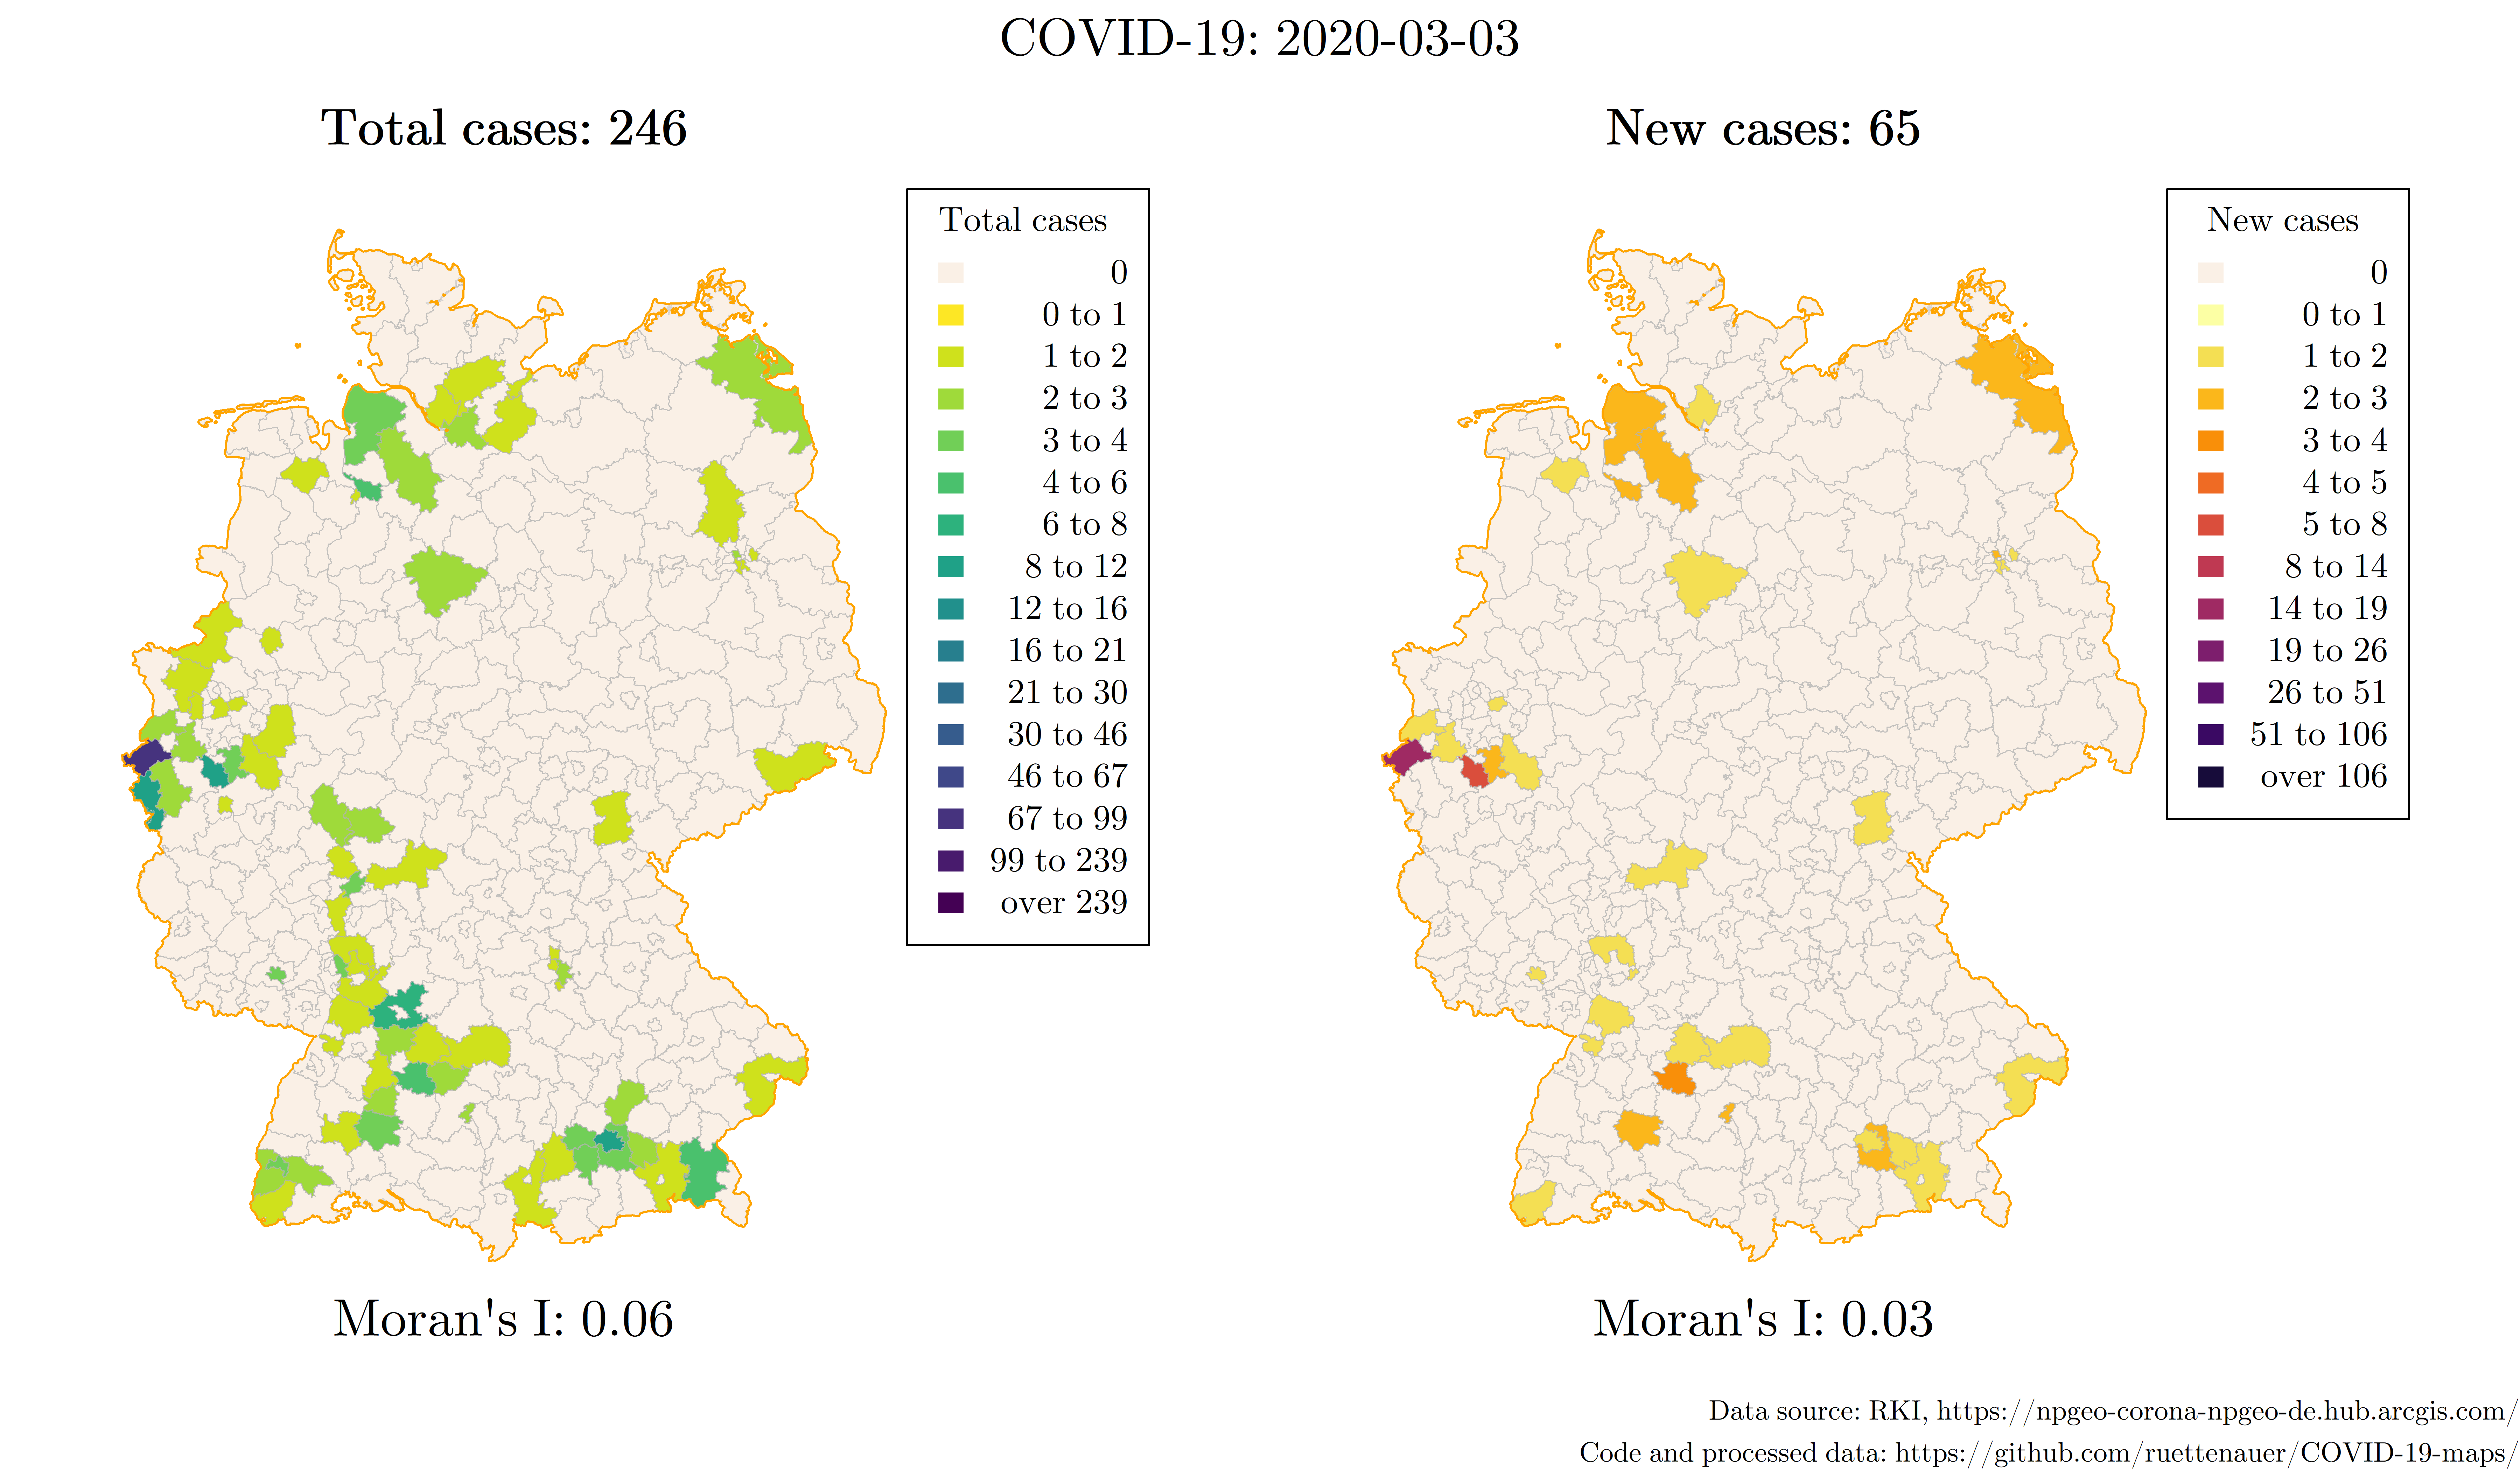 COVID-19: 2020-03-03
Total cases: 246
Total cases
0
0 to 1
1 to 2
2 to 3
3 to 4
4 to 6
6 to 8
8 to 12
12 to 16
16 to 21
21 to 30
30 to 46
46 to 67
67 to 99
99 to 239
over 239
Moran's I: 0.06
New cases: 65
New cases
0
0 to 1
1 to 2
2 to 3
3 to 4
4 to 5
5 to 8
8 to 14
14 to 19
19 to 26
26 to 51
51 to 106
over 106
Moran's I: 0.03
Data source: RKI, https://npgeo-corona-npgeo-de.hub.arcgis.com/
Code and processed data: https://github.com/ruettenauer/COVID-19-maps/